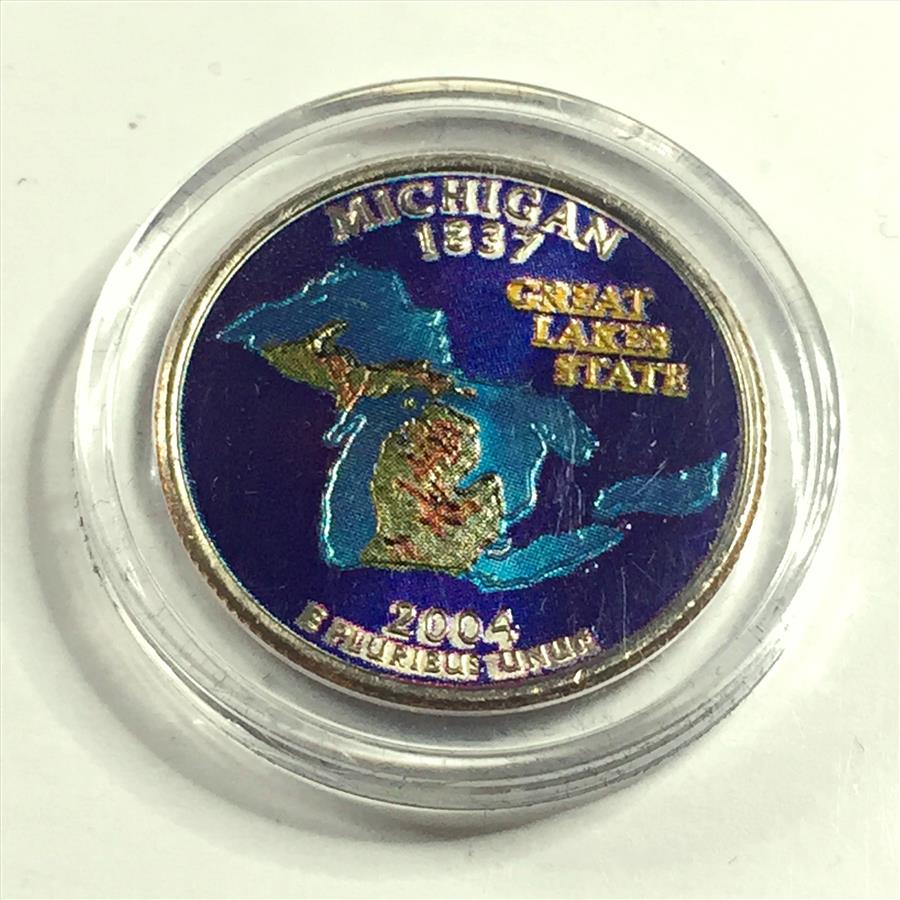 MICHIGAN
1837
GREAT
LAKES
STATE
2004
E PLURIBUS UNUM